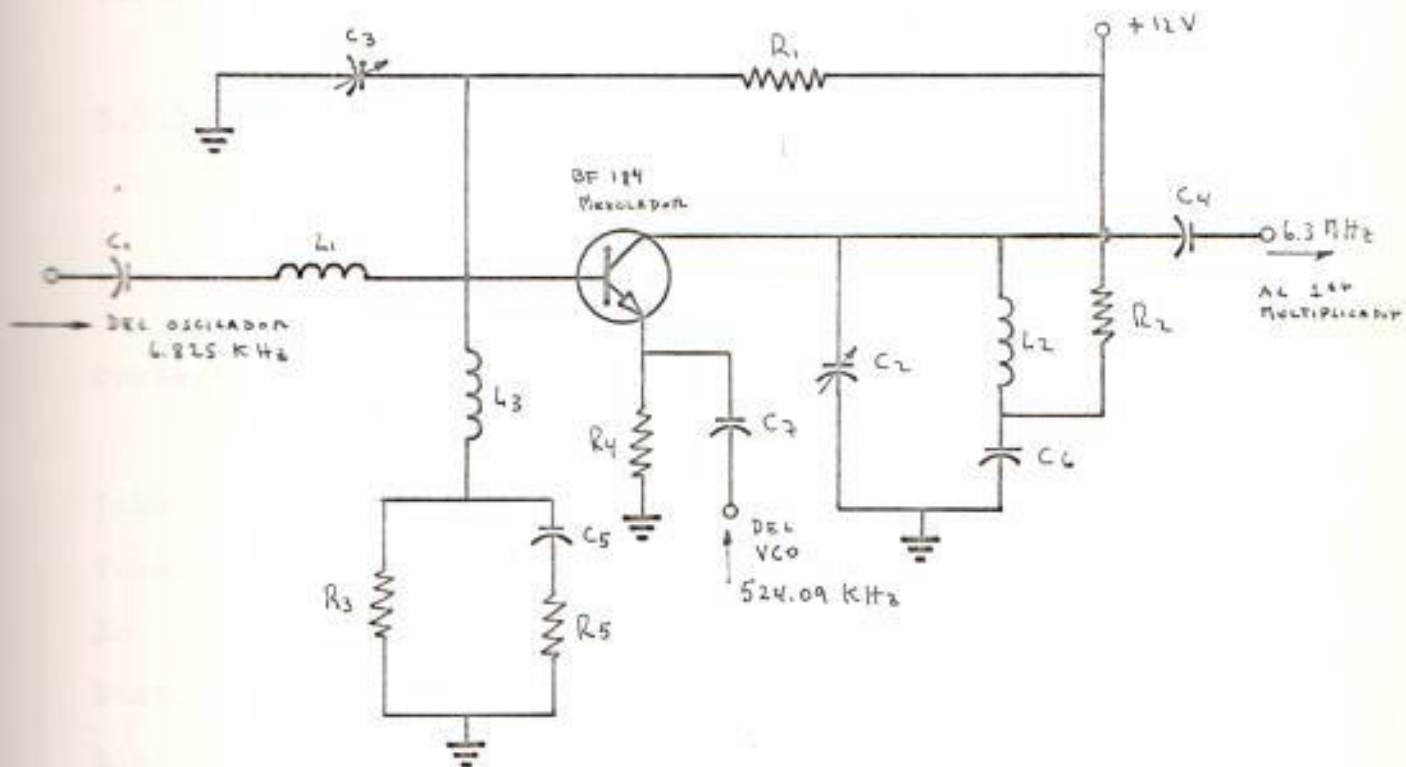 C3
R1
+12V
BF 184
MEZCLADOR
C4
6.3 MHz
AL 1er
MULTIPLICADOR
C1
L1
DEL OSCILADOR
6.825 KHz
L3
R4
C7
C2
L2
R2
C6
DEL
VCO
524.09 KHz
R3
C5
R5